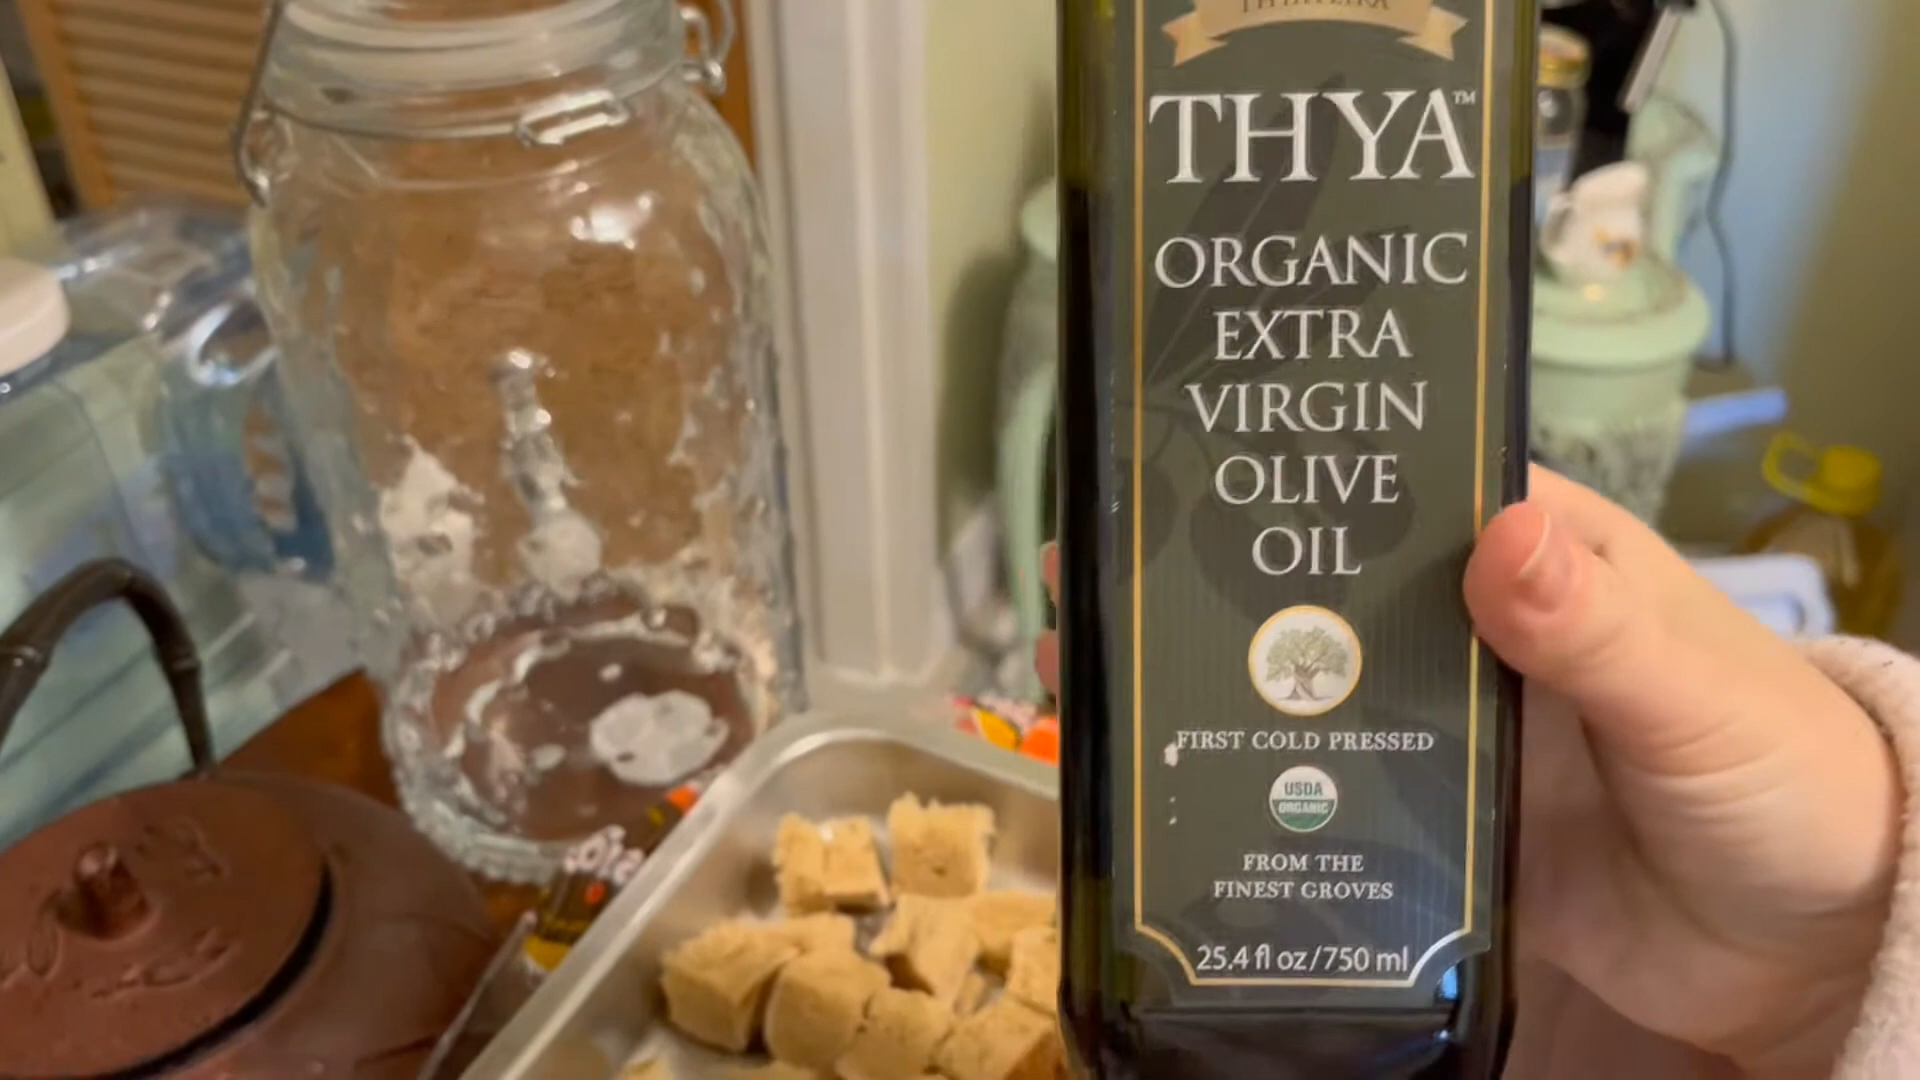 THYA™
ORGANIC
EXTRA
VIRGIN
OLIVE
OIL
FIRST COLD PRESSED
USDA
ORGANIC
FROM THE
FINEST GROVES
25.4 fl oz/750 ml